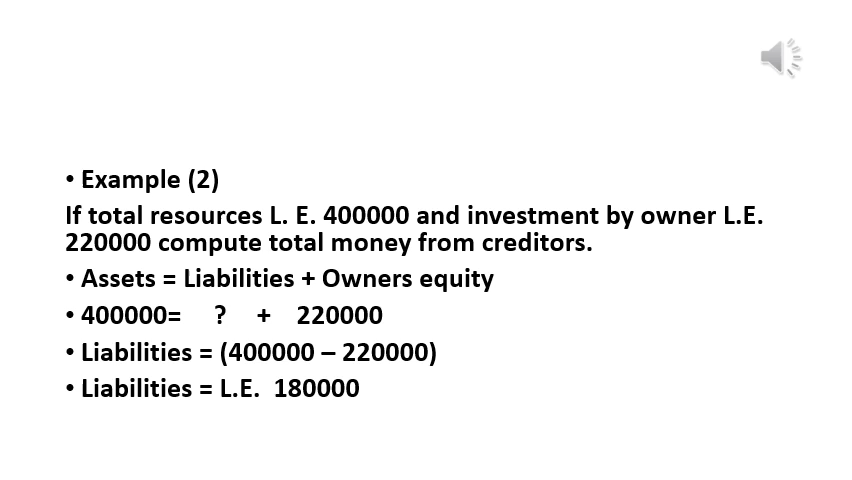 • Example (2)
If total resources L. E. 400000 and investment by owner L.E.
220000 compute total money from creditors.
• Assets = Liabilities + Owners equity
• 400000=     ?     +    220000
• Liabilities = (400000 – 220000)
• Liabilities = L.E.  180000